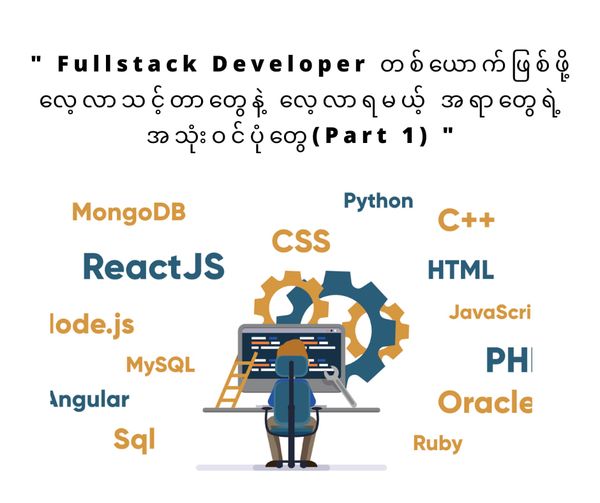 " Fullstack Developer တစ်ယောက်ဖြစ်ဖို့
လေ့လာသင့်တာတွေနဲ့ လေ့လာရမယ့် အရာတွေရဲ့
အသုံးဝင်ပုံတွေ(Part 1) "
Python
MongoDB
C++
CSS
ReactJS
HTML
JavaScri
lode.js
PH
MySQL
Angular
Oracle
Sql
Ruby